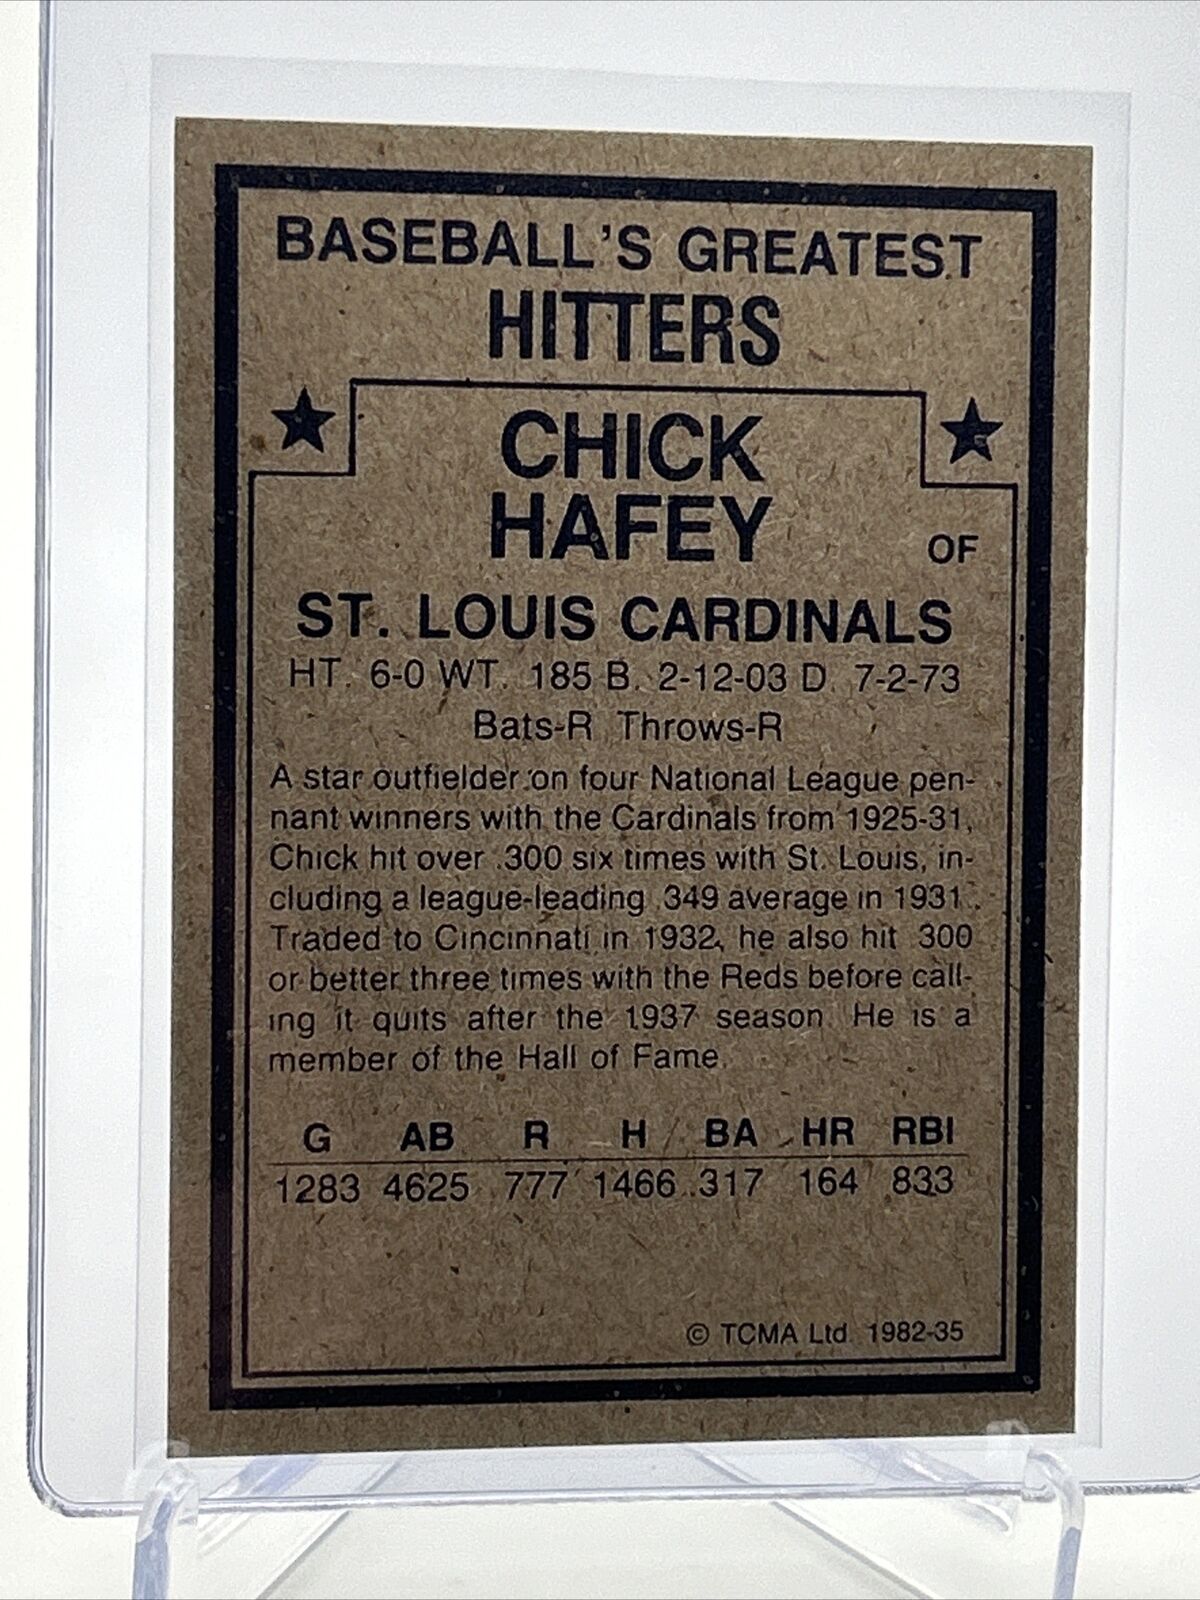 BASEBALL'S GREATEST
HITTERS
CHICK
HAFEY
OF
ST. LOUIS CARDINALS
HT. 6-0 WT. 185 B. 2-12-03 D. 7-2-73
Bats-R Throws-R
A star outfielder on four National League pen-
nant winners with the Cardinals from 1925-31,
Chick hit over .300 six times with St. Louis, in-
cluding a league-leading .349 average in 1931.
Traded to Cincinnati in 1932, he also hit .300
or better three times with the Reds before call-
ing it quits after the 1937 season. He is a
member of the Hall of Fame.
G AB R H BA HR RBI
1283 4625 777 1466 .317 164 833
© TCMA Ltd. 1982-35